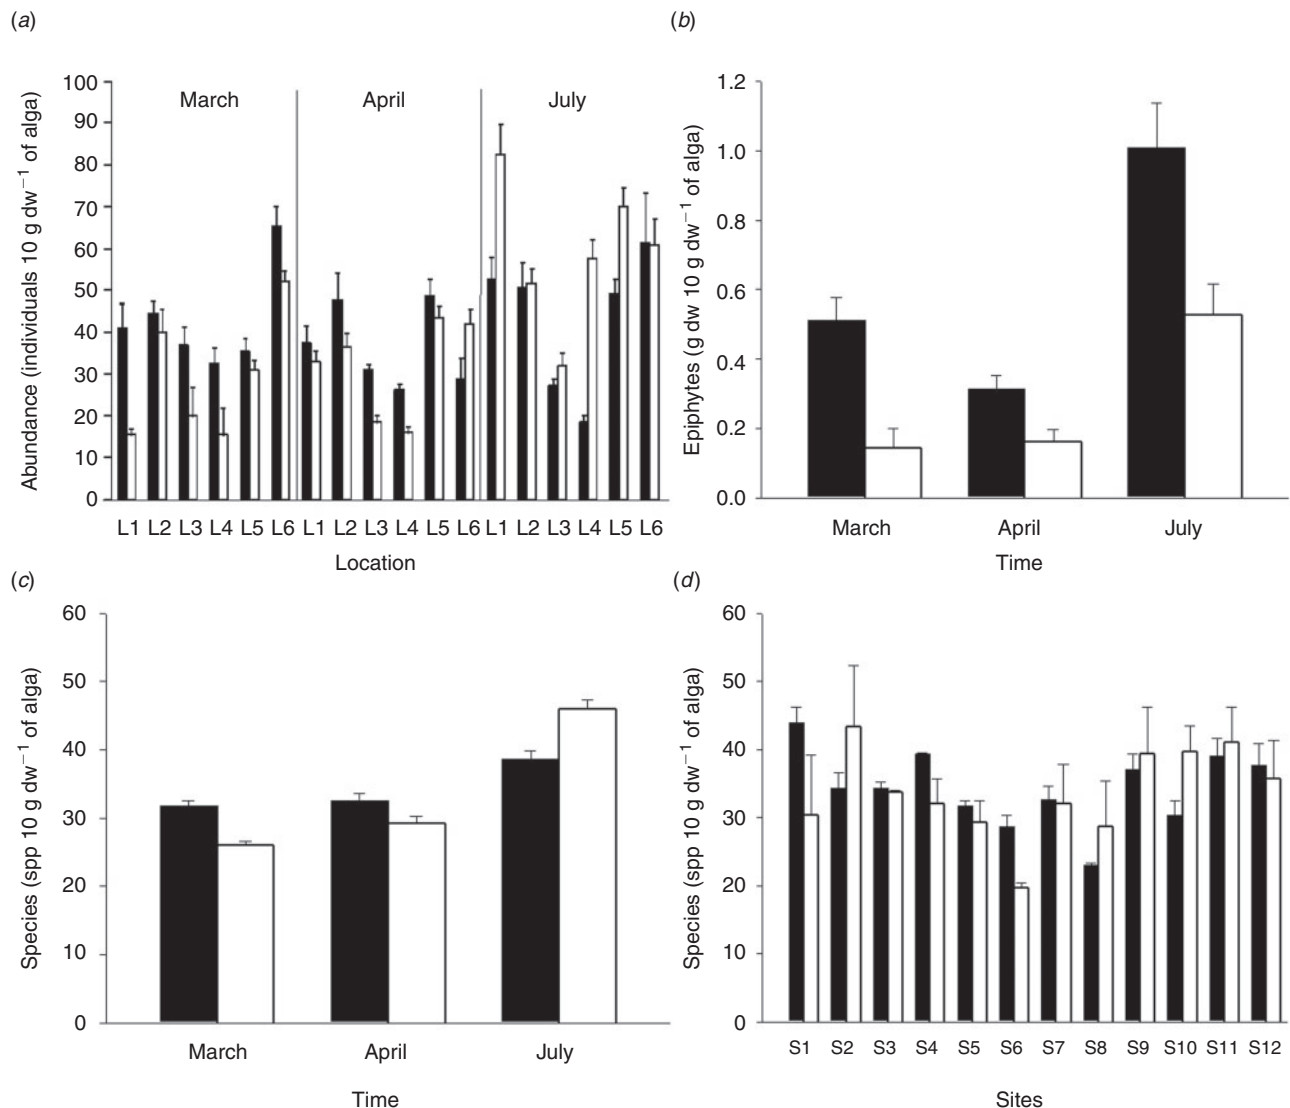 (a)
Abundance (individuals 10 g dw−1 of alga)
100
90
80
70
60
50
40
30
20
10
0
March April July
L1 L2 L3 L4 L5 L6 L1 L2 L3 L4 L5 L6 L1 L2 L3 L4 L5 L6
Location
(b)
Epiphytes (g dw 10 g dw−1 of alga)
1.2
1.0
0.8
0.6
0.4
0.2
0.0
March April July
Time
(c)
Species (spp 10 g dw−1 of alga)
60
50
40
30
20
10
0
March April July
Time
(d)
Species (spp 10 g dw−1 of alga)
60
50
40
30
20
10
0
S1 S2 S3 S4 S5 S6 S7 S8 S9 S10 S11 S12
Sites